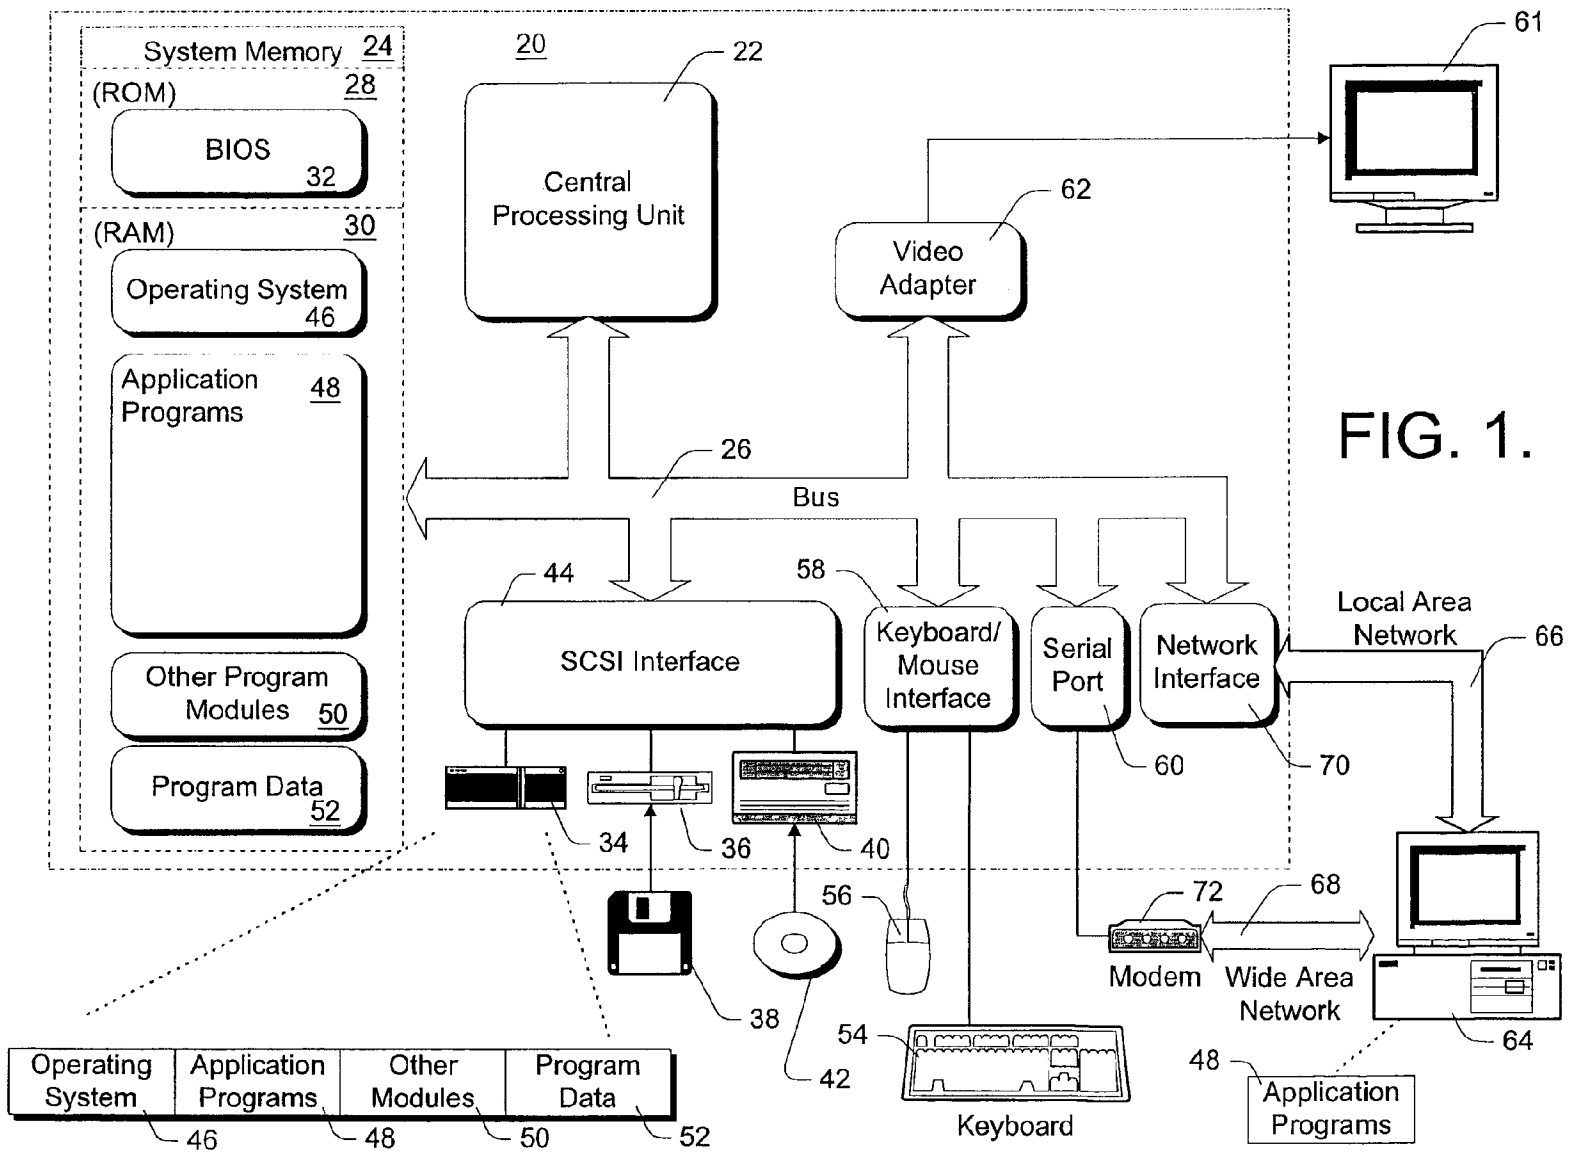 System Memory 24
(ROM) 28
BIOS
32
(RAM) 30
Operating System
46
Application 48
Programs
Other Program
Modules 50
Program Data
52
20
22
Central
Processing Unit
62
Video
Adapter
61
FIG. 1.
26
Bus
44
SCSI Interface
58
Keyboard/
Mouse
Interface
Serial
Port
60
Network
Interface
70
Local Area
Network
66
34
36
40
38
42
56
54
Keyboard
72
Modem
68
Wide Area
Network
64
48
Application
Programs
Operating
System
46
Application
Programs
48
Other
Modules
50
Program
Data
52